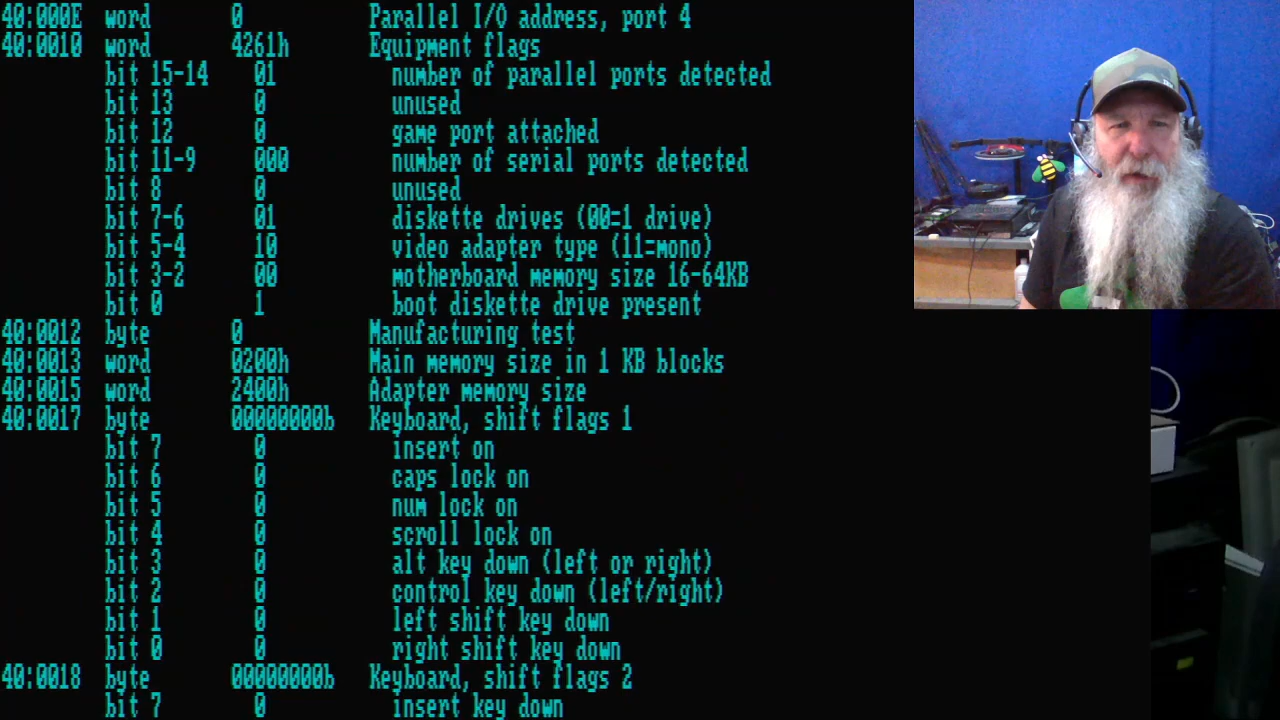 40:000E word 0 Parallel I/O address, port 4
40:0010 word 4261h Equipment flags
bit 15-14 01 number of parallel ports detected
bit 13 0 unused
bit 12 0 game port attached
bit 11-9 000 number of serial ports detected
bit 8 0 unused
bit 7-6 01 diskette drives (00=1 drive)
bit 5-4 10 video adapter type (11=mono)
bit 3-2 00 motherboard memory size 16-64KB
bit 0 1 boot diskette drive present
40:0012 byte 0 Manufacturing test
40:0013 word 0200h Main memory size in 1 KB blocks
40:0015 word 2400h Adapter memory size
40:0017 byte 00000000b Keyboard, shift flags 1
bit 7 0 insert on
bit 6 0 caps lock on
bit 5 0 num lock on
bit 4 0 scroll lock on
bit 3 0 alt key down (left or right)
bit 2 0 control key down (left/right)
bit 1 0 left shift key down
bit 0 0 right shift key down
40:0018 byte 00000000b Keyboard, shift flags 2
bit 7 0 insert key down